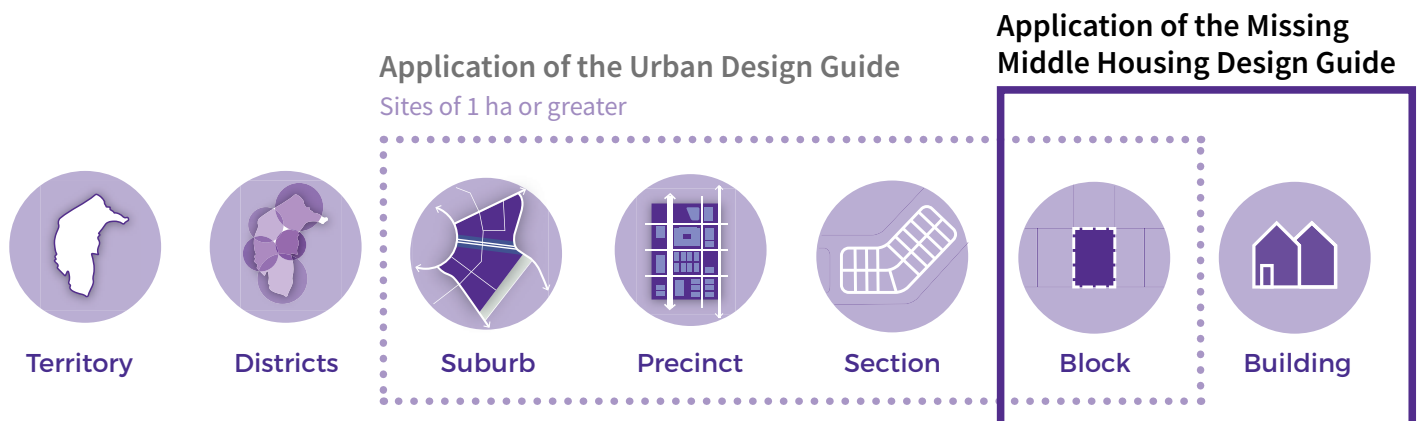 Application of the Missing
Middle Housing Design Guide
Application of the Urban Design Guide
Sites of 1 ha or greater
Territory
Districts
Suburb
Precinct
Section
Block
Building